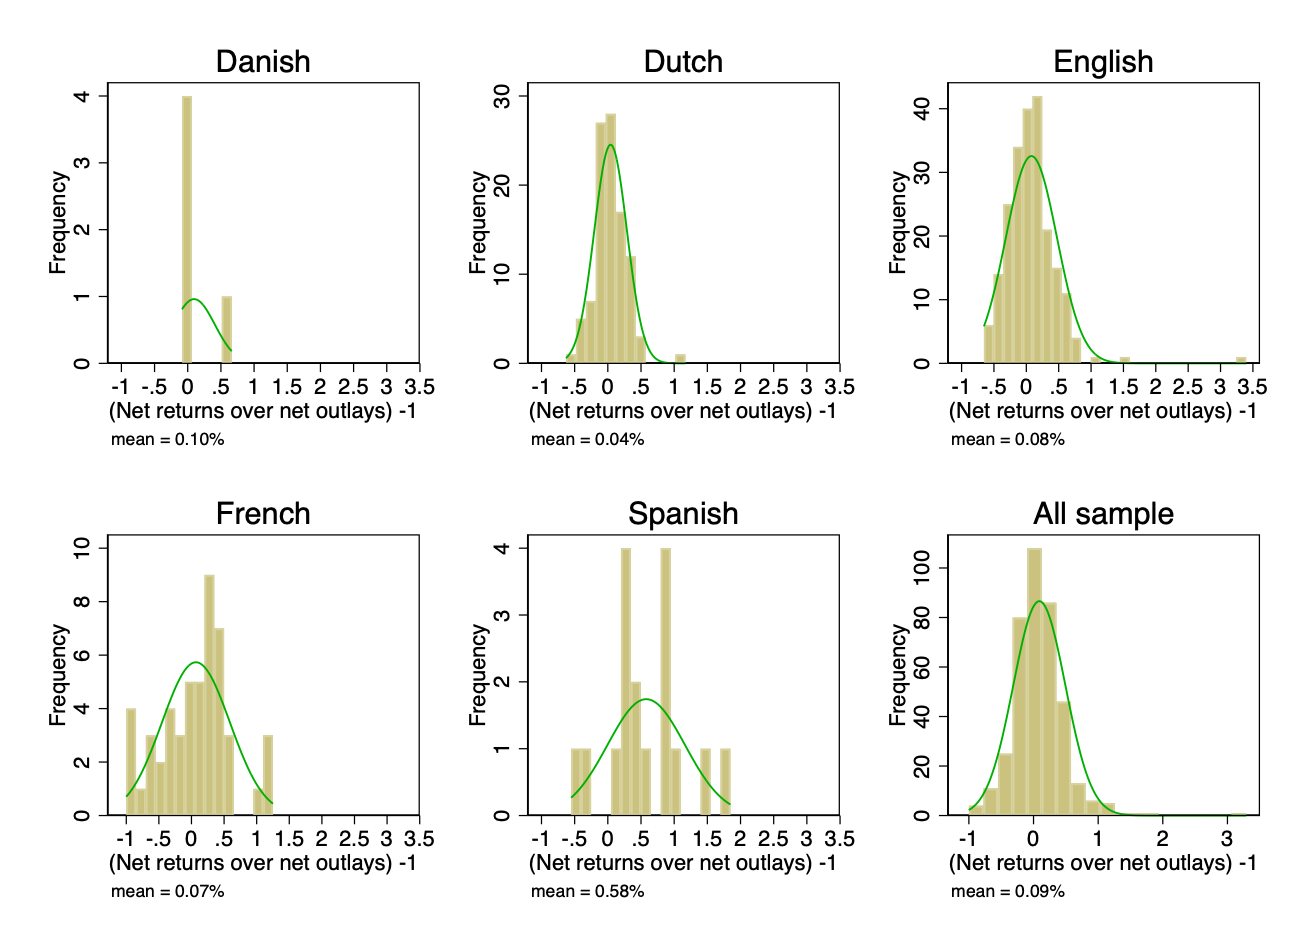 Danish
Frequency
4
3
2
1
0
-1 -.5 0 .5 1 1.5 2 2.5 3 3.5
(Net returns over net outlays) -1
mean = 0.10%
Dutch
Frequency
30
20
10
0
-1 -.5 0 .5 1 1.5 2 2.5 3 3.5
(Net returns over net outlays) -1
mean = 0.04%
English
Frequency
40
30
20
10
0
-1 -.5 0 .5 1 1.5 2 2.5 3 3.5
(Net returns over net outlays) -1
mean = 0.08%
French
Frequency
10
8
6
4
2
0
-1 -.5 0 .5 1 1.5 2 2.5 3 3.5
(Net returns over net outlays) -1
mean = 0.07%
Spanish
Frequency
4
3
2
1
0
-1 -.5 0 .5 1 1.5 2 2.5 3 3.5
(Net returns over net outlays) -1
mean = 0.58%
All sample
Frequency
100
80
60
40
20
0
-1 0 1 2 3
(Net returns over net outlays) -1
mean = 0.09%